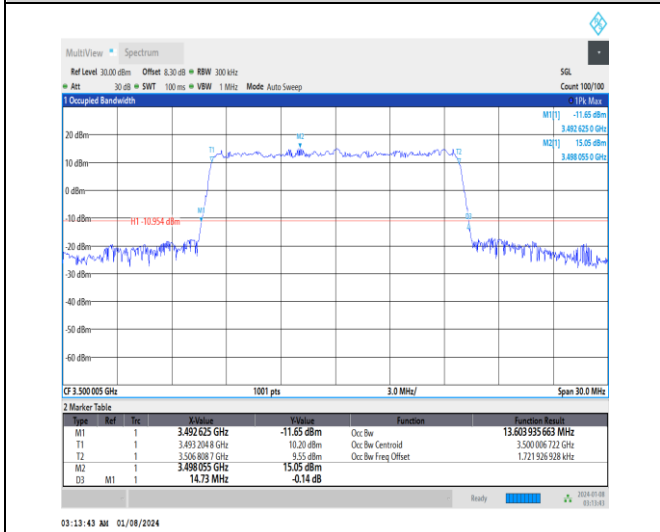 MultiView Spectrum
Ref Level 30.00 dBm Offset 8.30 dB RBW 300 kHz SGL
Att 30 dB SWT 100 ms VBW 1 MHz Mode Auto Sweep Count 100/100
1 Occupied Bandwidth 1Pk Max
M1[1] -11.65 dBm
3.492 625 0 GHz
M2[1] 15.05 dBm
3.498 055 0 GHz
20 dBm
T1 M2 T2
10 dBm
0 dBm
M1 D3
-10 dBm
H1 -10.954 dBm
-20 dBm
-30 dBm
-40 dBm
-50 dBm
-60 dBm
CF 3.500 005 GHz 1001 pts 3.0 MHz/ Span 30.0 MHz
2 Marker Table
Type Ref Trc X-Value Y-Value Function Function Result
M1 1 3.492 625 GHz -11.65 dBm Occ Bw 13.603 935 663 MHz
T1 1 3.493 204 8 GHz 10.20 dBm Occ Bw Centroid 3.500 006 722 GHz
T2 1 3.506 808 7 GHz 9.55 dBm Occ Bw Freq Offset 1.721 926 928 kHz
M2 1 3.498 055 GHz 15.05 dBm
D3 M1 1 14.73 MHz -0.14 dB
Ready 2024-01-08
03:13:43
03:13:43 AM 01/08/2024